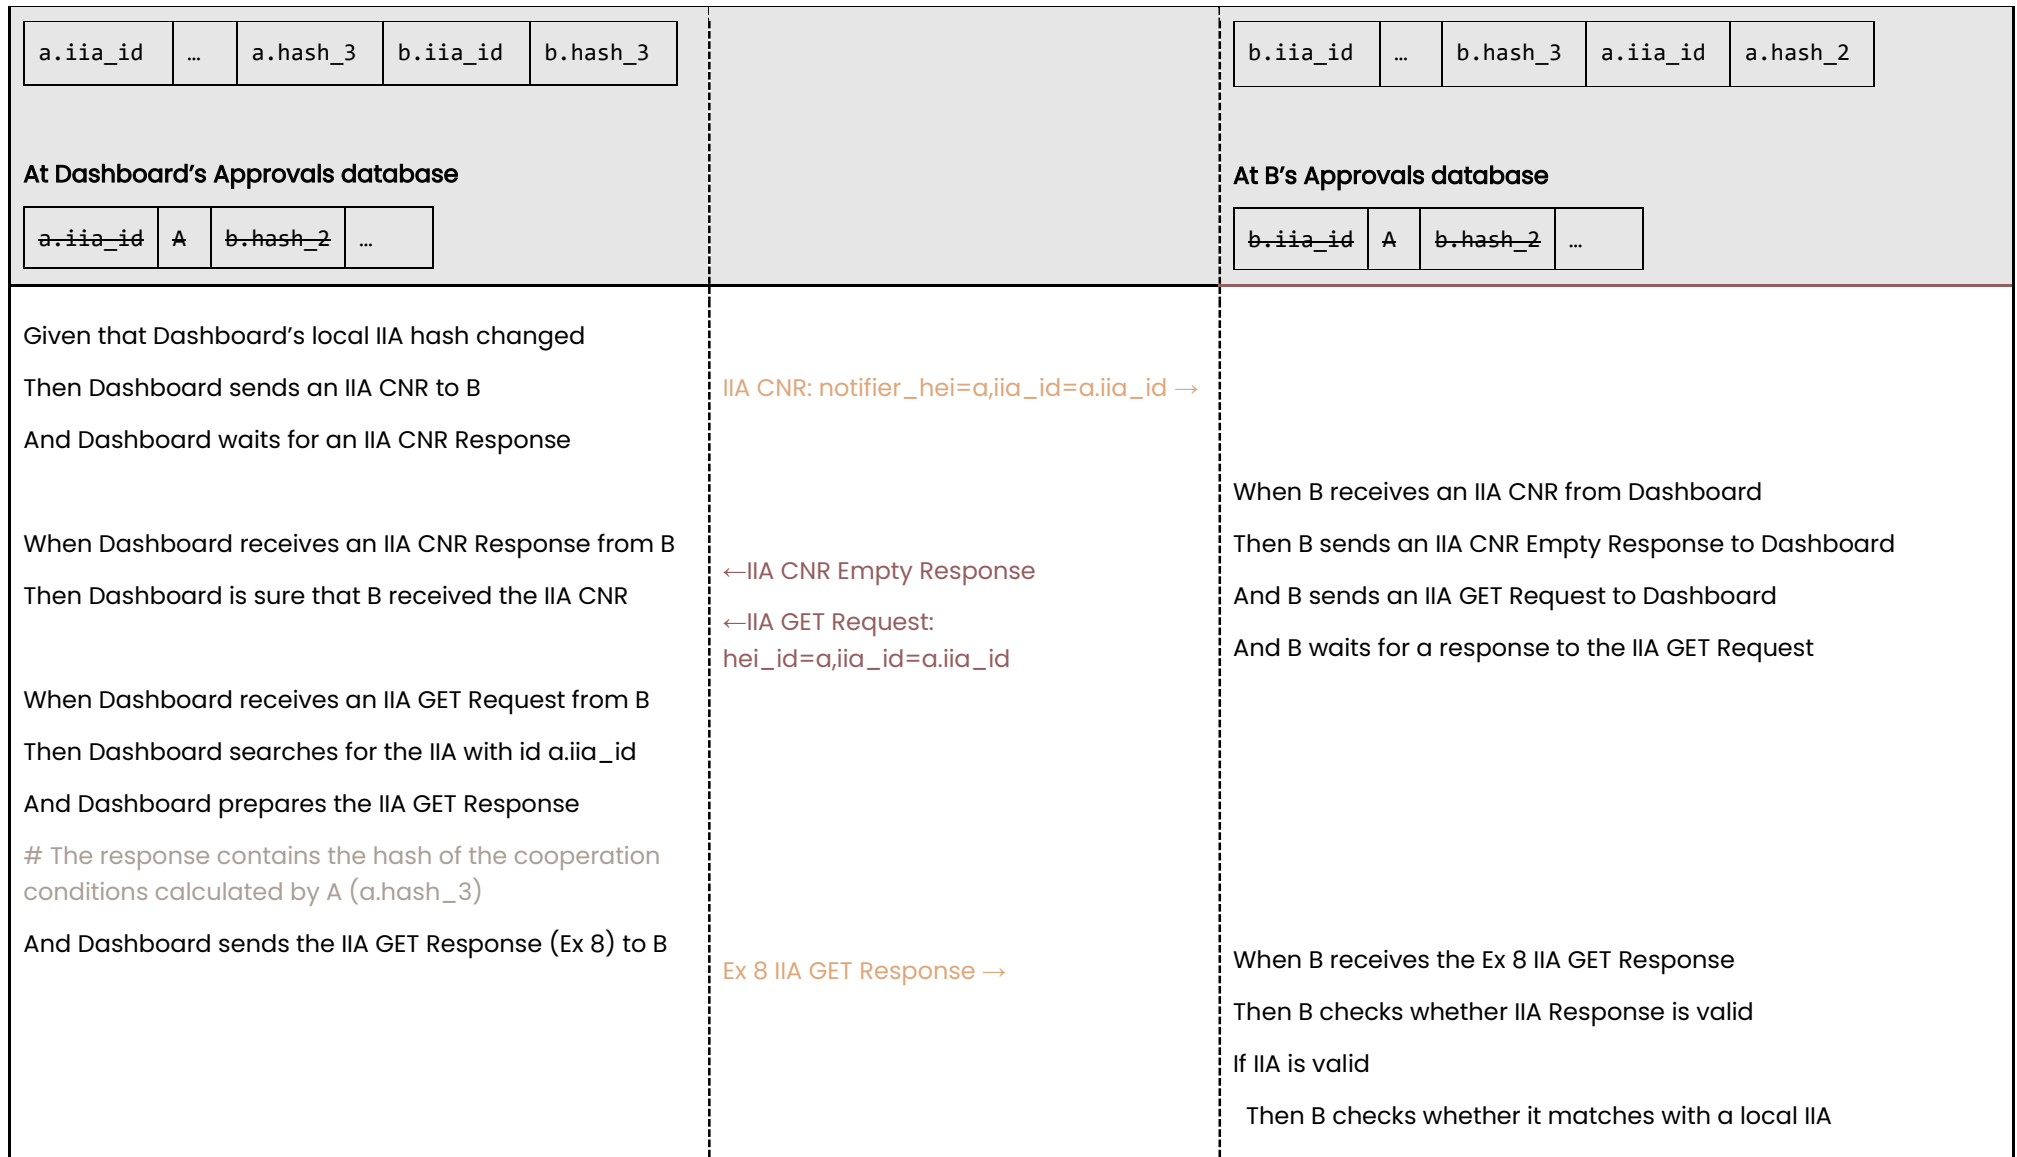 a.iia_id … a.hash_3 b.iia_id b.hash_3
At Dashboard’s Approvals database
a.iia_id A b.hash_2 …
Given that Dashboard’s local IIA hash changed
Then Dashboard sends an IIA CNR to B
And Dashboard waits for an IIA CNR Response
When Dashboard receives an IIA CNR Response from B
Then Dashboard is sure that B received the IIA CNR
When Dashboard receives an IIA GET Request from B
Then Dashboard searches for the IIA with id a.iia_id
And Dashboard prepares the IIA GET Response
# The response contains the hash of the cooperation
conditions calculated by A (a.hash_3)
And Dashboard sends the IIA GET Response (Ex 8) to B
IIA CNR: notifier_hei=a,iia_id=a.iia_id →
←IIA CNR Empty Response
←IIA GET Request:
hei_id=a,iia_id=a.iia_id
Ex 8 IIA GET Response →
b.iia_id … b.hash_3 a.iia_id a.hash_2
At B’s Approvals database
b.iia_id A b.hash_2 …
When B receives an IIA CNR from Dashboard
Then B sends an IIA CNR Empty Response to Dashboard
And B sends an IIA GET Request to Dashboard
And B waits for a response to the IIA GET Request
When B receives the Ex 8 IIA GET Response
Then B checks whether IIA Response is valid
If IIA is valid
Then B checks whether it matches with a local IIA